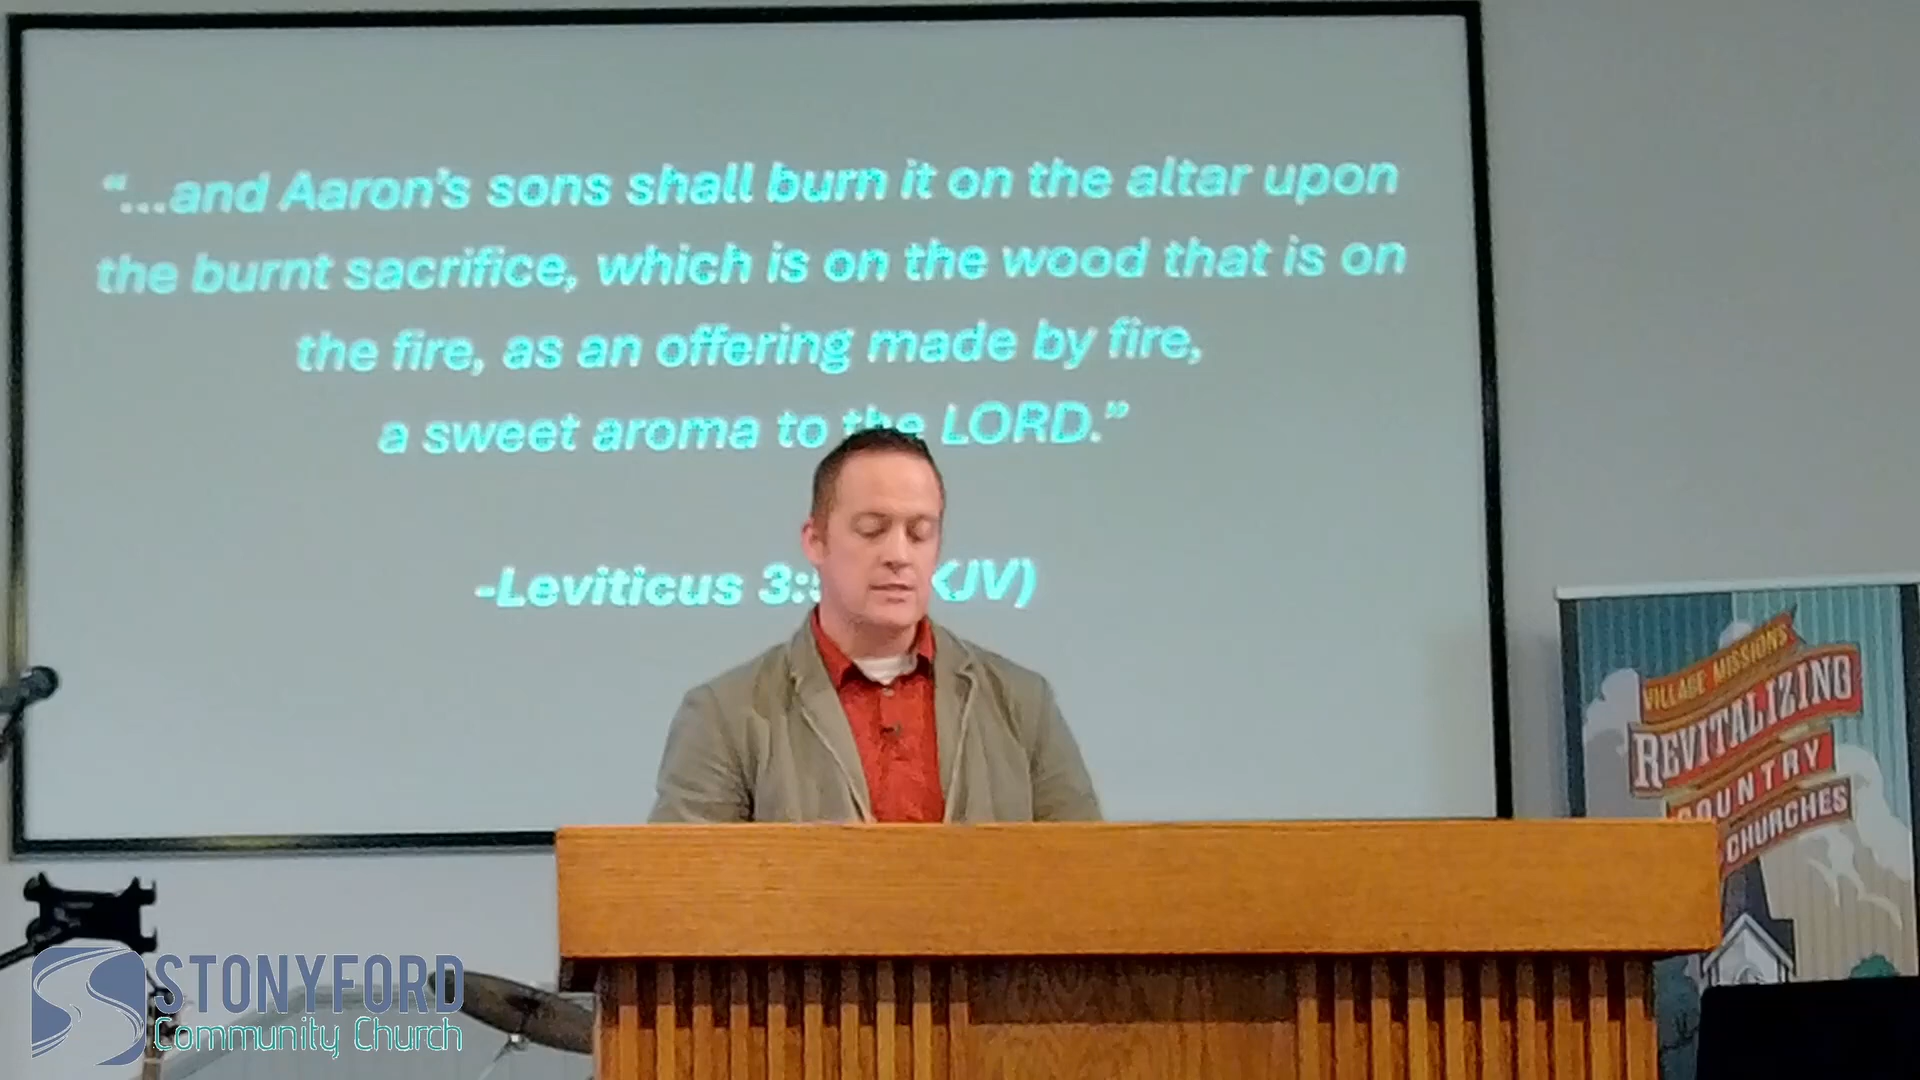 “...and Aaron’s sons shall burn it on the altar upon
the burnt sacrifice, which is on the wood that is on
the fire, as an offering made by fire,
a sweet aroma to the LORD.”
-Leviticus 3: KJV)
VILLAGE MISSIONS
REVITALIZING
COUNTRY
CHURCHES
STONYFORD
Community Church